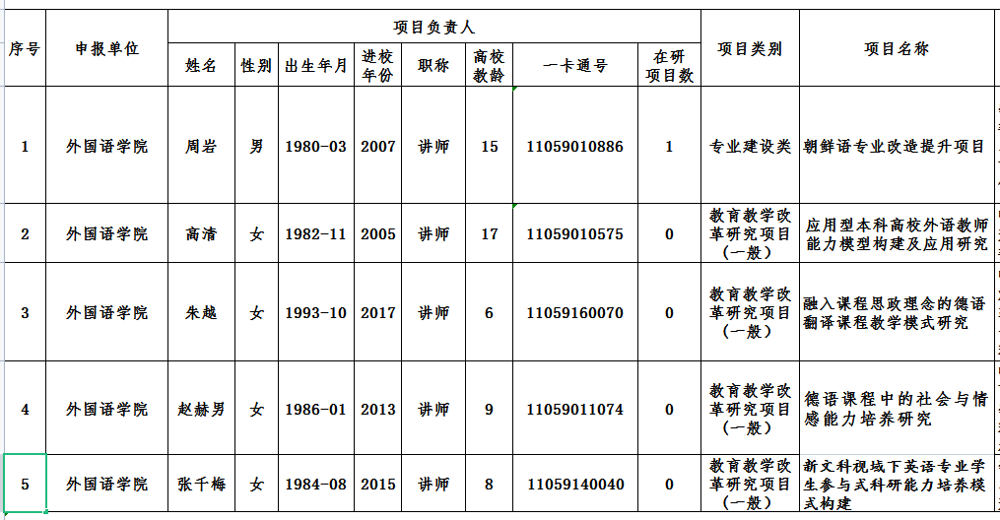 序号 申报单位 项目负责人 项目类别 项目名称
姓名 性别 出生年月 进校年份 职称 高校教龄 一卡通号 在研项目数
1 外国语学院 周岩 男 1980-03 2007 讲师 15 11059010886 1 专业建设类 朝鲜语专业改造提升项目
2 外国语学院 高清 女 1982-11 2005 讲师 17 11059010575 0 教育教学改革研究项目(一般) 应用型本科高校外语教师能力模型构建及应用研究
3 外国语学院 朱越 女 1993-10 2017 讲师 6 11059160070 0 教育教学改革研究项目(一般) 融入课程思政理念的德语翻译课程教学模式研究
4 外国语学院 赵赫男 女 1986-01 2013 讲师 9 11059011074 0 教育教学改革研究项目(一般) 德语课程中的社会与情感能力培养研究
5 外国语学院 张千梅 女 1984-08 2015 讲师 8 11059140040 0 教育教学改革研究项目(一般) 新文科视域下英语专业学生参与式科研能力培养模式构建